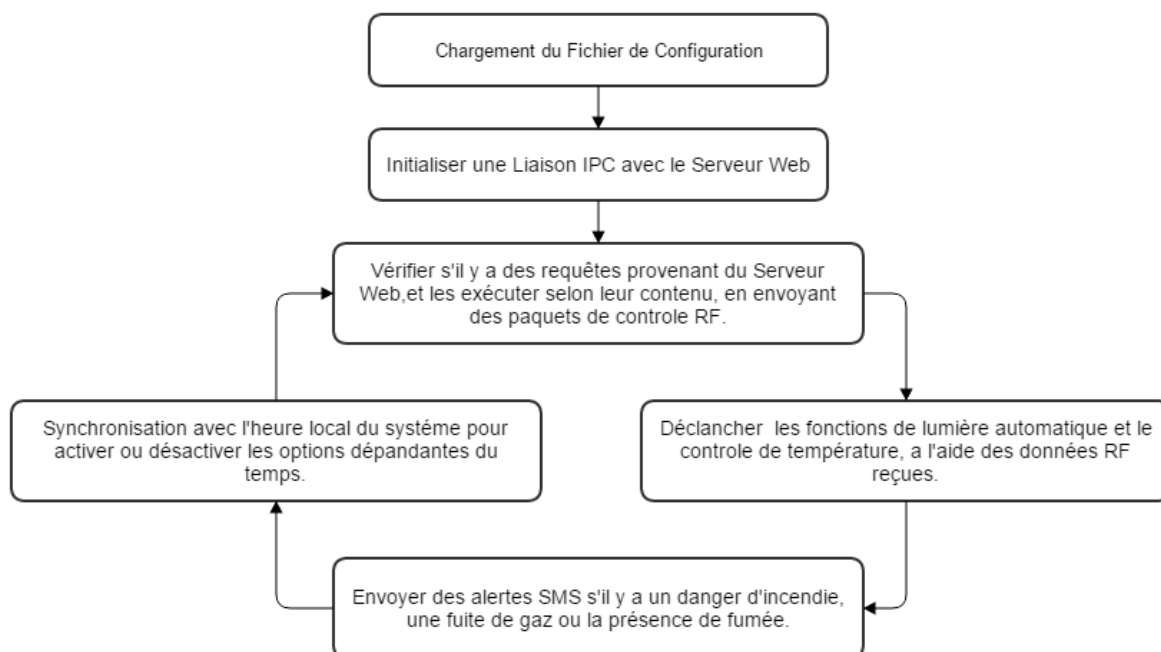 Chargement du Fichier de Configuration
Initialiser une Liaison IPC avec le Serveur Web
Vérifier s'il y a des requêtes provenant du Serveur
Web,et les exécuter selon leur contenu, en envoyant
des paquets de controle RF.
Synchronisation avec l'heure local du systéme pour
activer ou désactiver les options dépandantes du
temps.
Déclancher les fonctions de lumière automatique et le
controle de température, a l'aide des données RF
reçues.
Envoyer des alertes SMS s'il y a un danger d'incendie,
une fuite de gaz ou la présence de fumée.